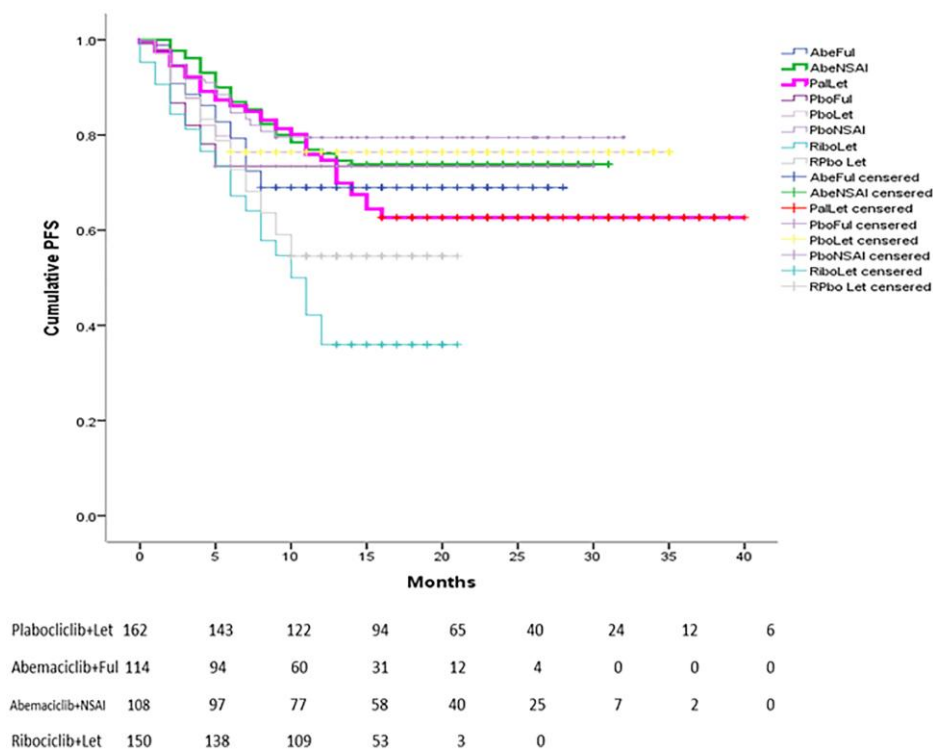 1.0
0.8
0.6
0.4
0.2
0.0
Cumulative PFS
0 5 10 15 20 25 30 35 40
Months
AbeFul
AbeNSAI
PalLet
PboFul
PboLet
PboNSAI
RiboLet
RPbo Let
AbeFul censered
AbeNSAI censered
PalLet censered
PboFul censered
PboLet censered
PboNSAI censered
RiboLet censered
RPbo Let censered
Plabocliclib+Let 162 143 122 94 65 40 24 12 6
Abemaciclib+Ful 114 94 60 31 12 4 0 0 0
Abemaciclib+NSAI 108 97 77 58 40 25 7 2 0
Ribociclib+Let 150 138 109 53 3 0